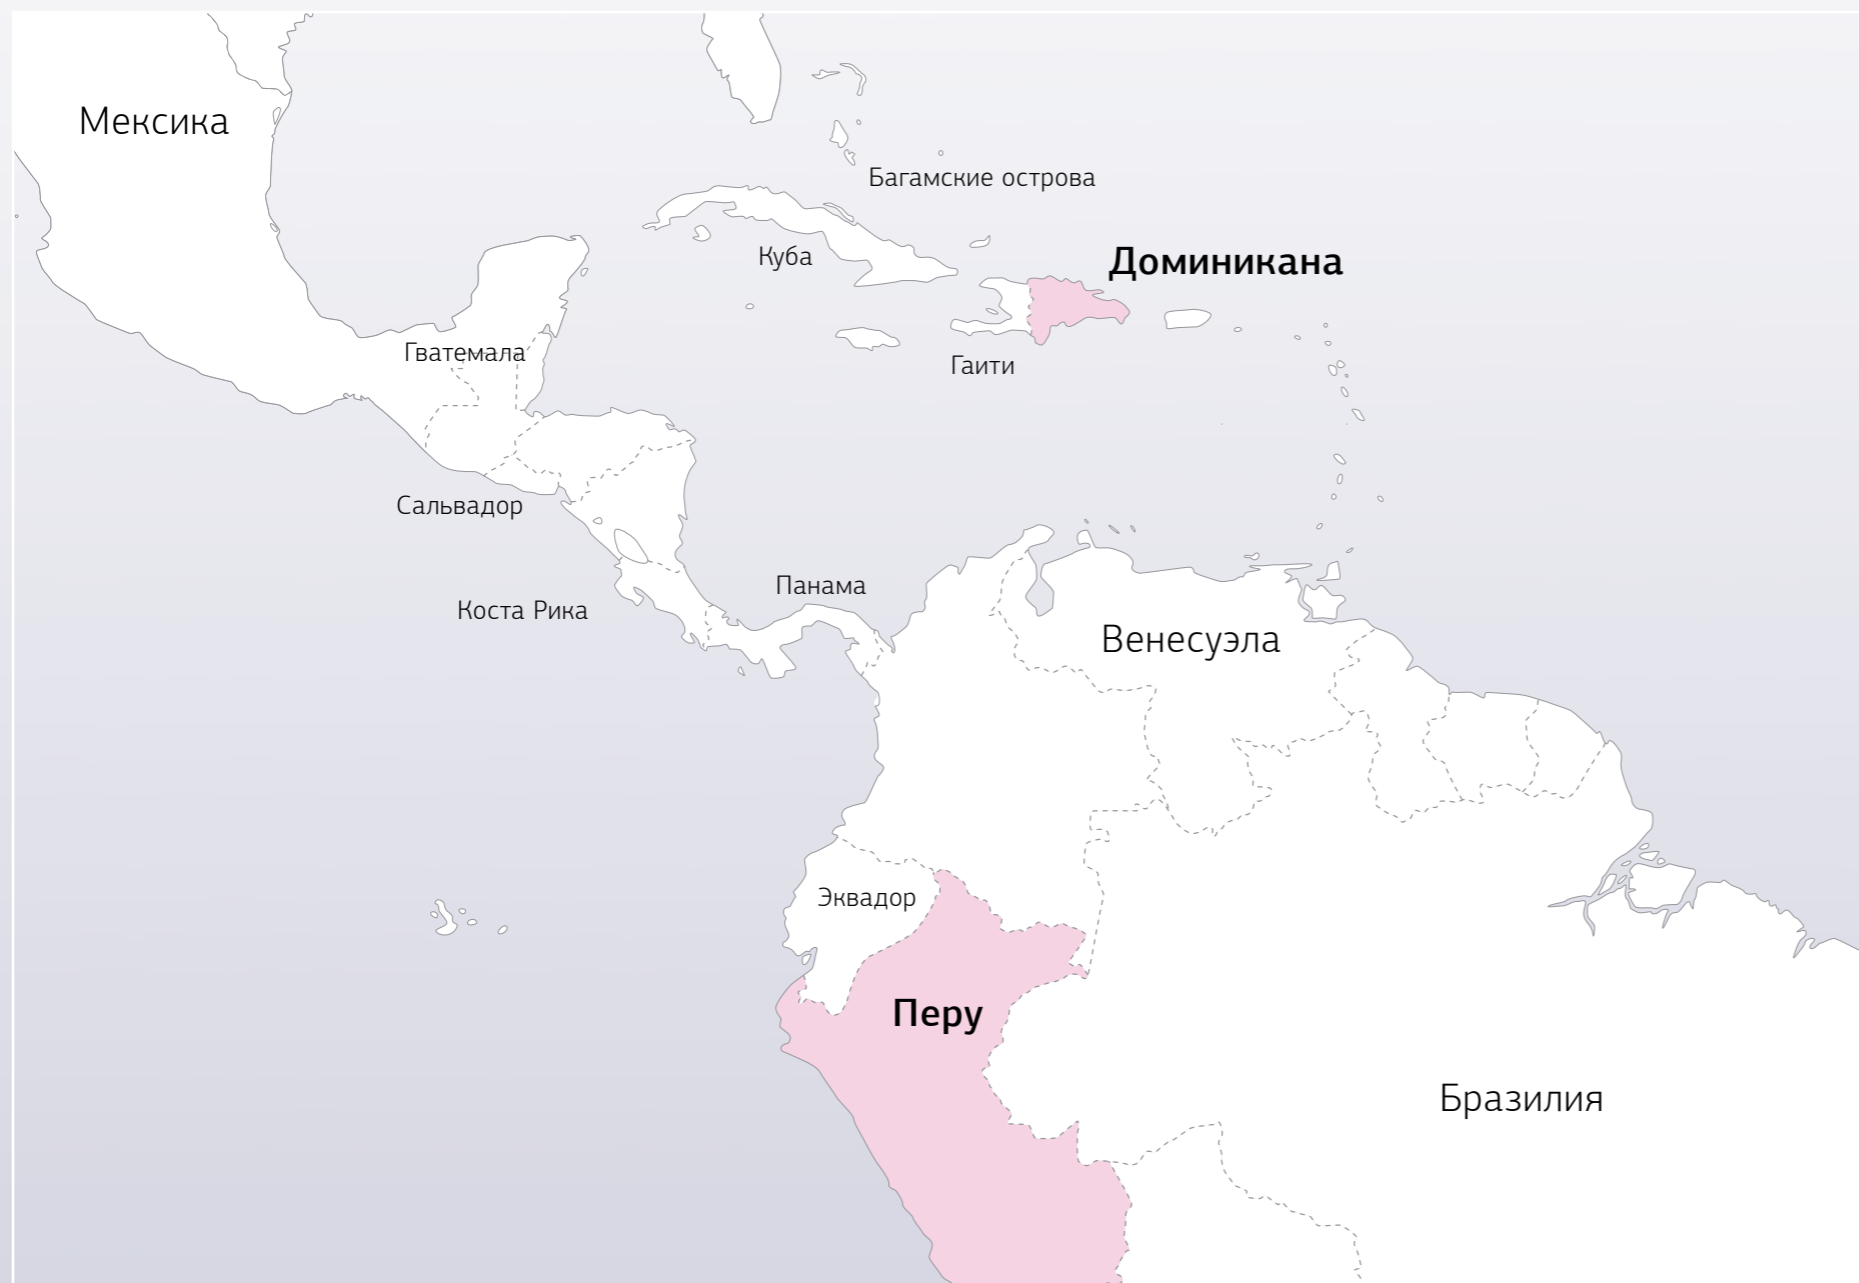 Мексика
Багамские острова
Куба
Доминикана
Гватемала
Гаити
Сальвадор
Панама
Коста Рика
Венесуэла
Эквадор
Перу
Бразилия